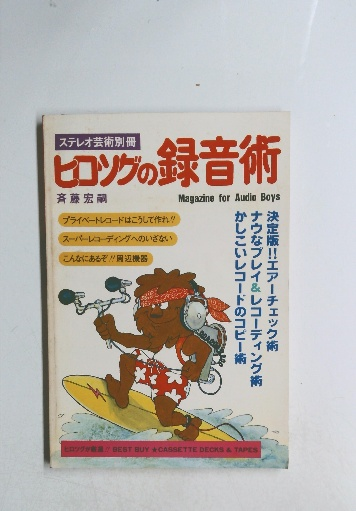 ステレオ芸術別冊
ヒロツグの録音術
斉藤宏嗣
Magazine for Audio Boys
プライベートレコードはこうして作れ!!
スーパーレコーディングへのいざない
こんなにあるぞ!!周辺機器
決定版!!エアーチェック術
ナウなプレイ&レコーディング術
かしこいレコードのコピー術
BEST BUY ★CASSETTE DECKS & TAPES